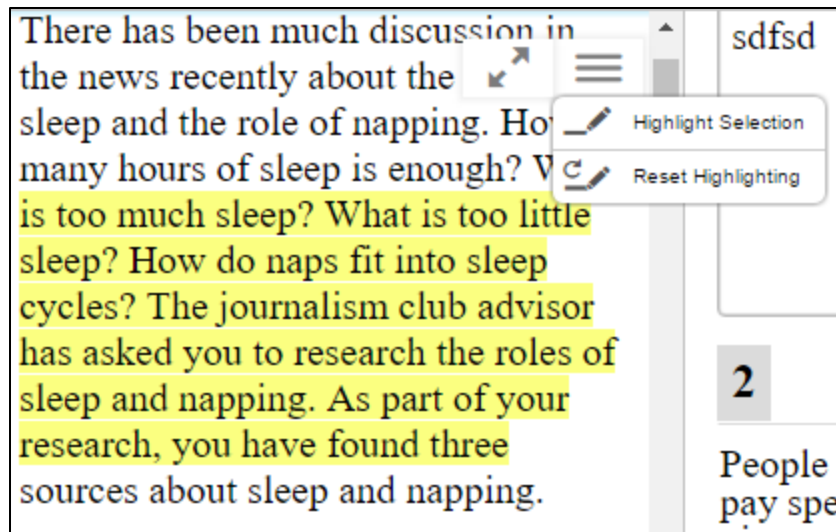 There has been much discussion in
the news recently about the
sleep and the role of napping. How
many hours of sleep is enough?
is too much sleep? What is too little
sleep? How do naps fit into sleep
cycles? The journalism club advisor
has asked you to research the roles of
sleep and napping. As part of your
research, you have found three
sources about sleep and napping.
Highlight Selection
Reset Highlighting
sdfsd
2
People
pay spe